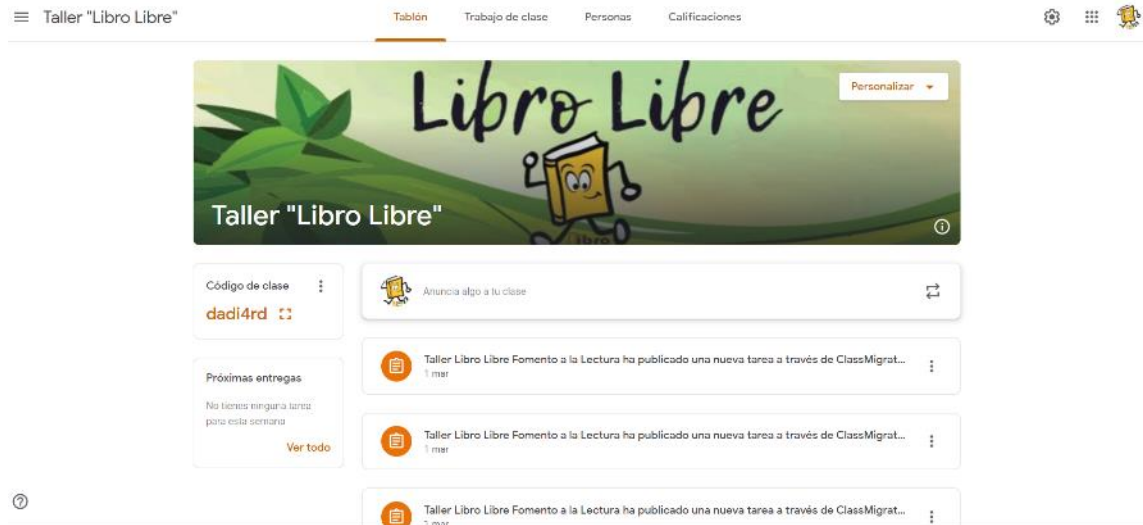 Taller "Libro Libre"
Tablón
Trabajo de clase
Personas
Calificaciones
Libro Libre
Personalizar
Libre
Taller "Libro Libre"
Código de clase
dadi4rd
Anuncia algo a tu clase
Próximas entregas
No tienes ninguna tarea
para esta semana
Ver todo
Taller Libro Libre Fomento a la Lectura ha publicado una nueva tarea a través de ClassMigrat...
1 mar
Taller Libro Libre Fomento a la Lectura ha publicado una nueva tarea a través de ClassMigrat...
1 mar
Taller Libro Libre Fomento a la Lectura ha publicado una nueva tarea a través de ClassMigrat...
1 mar